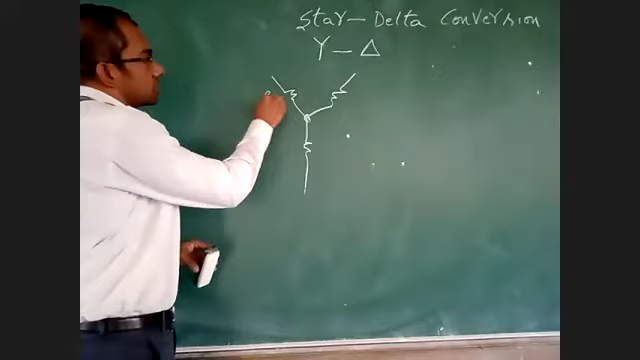 Star - Delta Conversion
Y - Δ